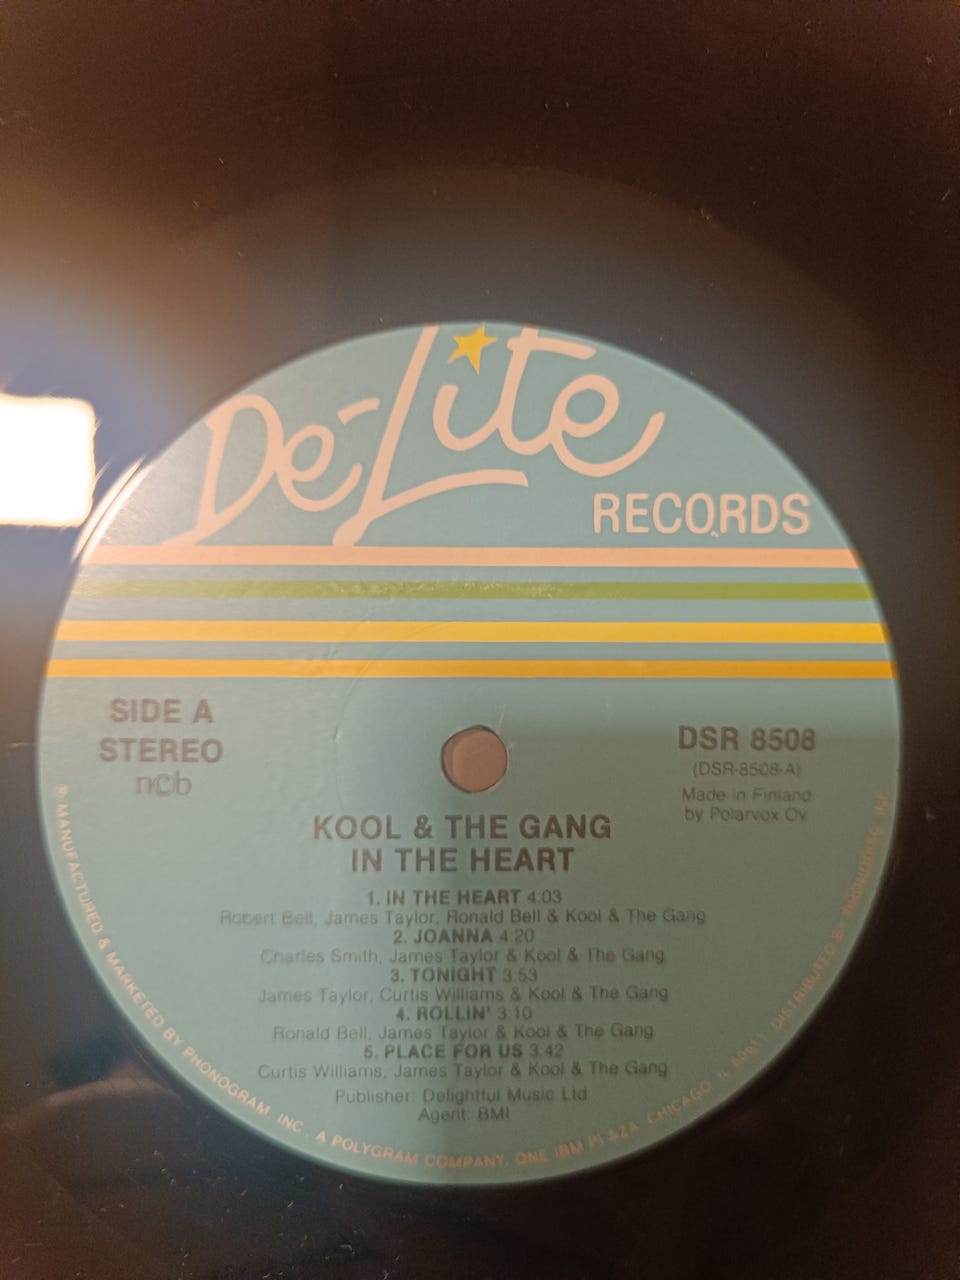 De-Lite
RECORDS
SIDE A
STEREO
ncb
DSR 8508
(DSR-8508-A)
Made in Finland
by Polarvox Oy
KOOL & THE GANG
IN THE HEART
1. IN THE HEART 4:03
Robert Bell, James Taylor, Ronald Bell & Kool & The Gang
2. JOANNA 4:20
Charles Smith, James Taylor & Kool & The Gang
3. TONIGHT 3:53
James Taylor, Curtis Williams & Kool & The Gang
4. ROLLIN' 3:10
Ronald Bell, James Taylor & Kool & The Gang
5. PLACE FOR US 3:42
Curtis Williams, James Taylor & Kool & The Gang
Publisher: Delightful Music Ltd
Agent: BMI
℗ MANUFACTURED & MARKETED BY PHONOGRAM, INC., A POLYGRAM COMPANY, ONE IBM PLAZA, CHICAGO, IL 60611 DISTRIBUTED BY